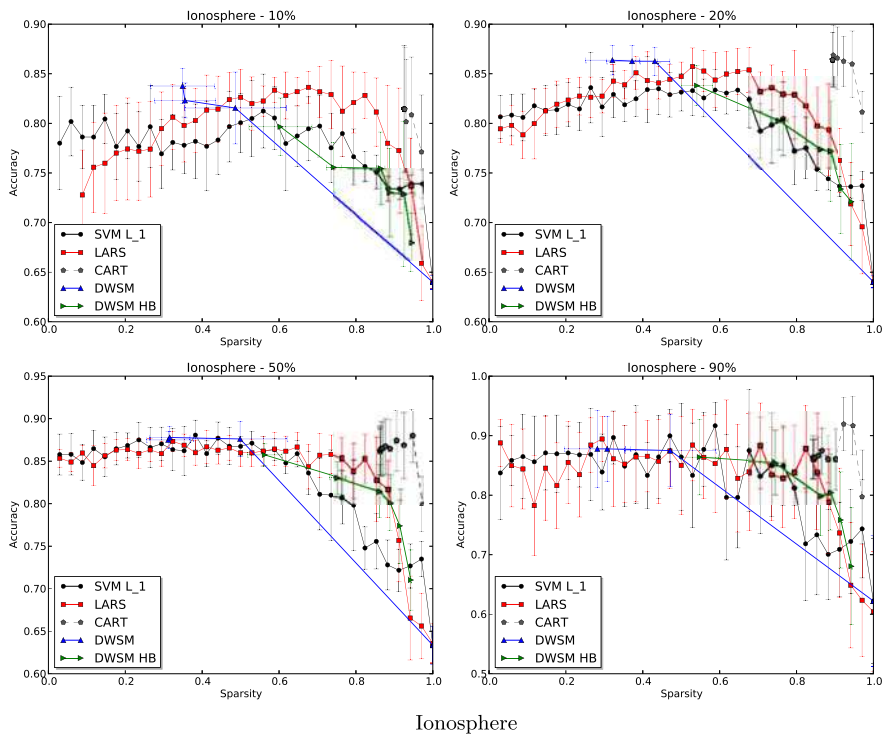 Ionosphere - 10%
0.90
0.85
0.80
0.75
0.70
0.65
0.60
Accuracy
SVM L_1
LARS
CART
DWSM
DWSM HB
0.0 0.2 0.4 0.6 0.8 1.0
Sparsity
Ionosphere - 20%
0.90
0.85
0.80
0.75
0.70
0.65
0.60
Accuracy
SVM L_1
LARS
CART
DWSM
DWSM HB
0.0 0.2 0.4 0.6 0.8 1.0
Sparsity
Ionosphere - 50%
0.95
0.90
0.85
0.80
0.75
0.70
0.65
0.60
Accuracy
SVM L_1
LARS
CART
DWSM
DWSM HB
0.0 0.2 0.4 0.6 0.8 1.0
Sparsity
Ionosphere - 90%
1.0
0.9
0.8
0.7
0.6
0.5
Accuracy
SVM L_1
LARS
CART
DWSM
DWSM HB
0.0 0.2 0.4 0.6 0.8 1.0
Sparsity
Ionosphere